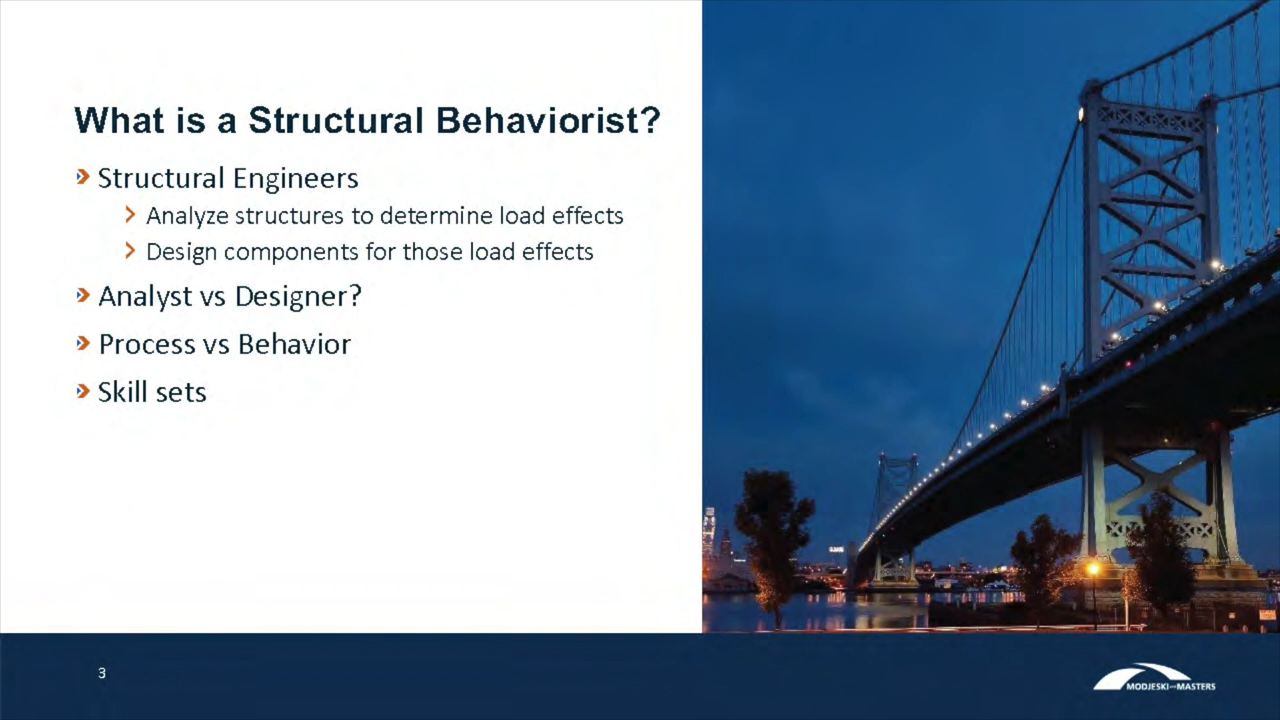 What is a Structural Behaviorist?
Structural Engineers
Analyze structures to determine load effects
Design components for those load effects
Analyst vs Designer?
Process vs Behavior
Skill sets
3
MODJESKI and MASTERS